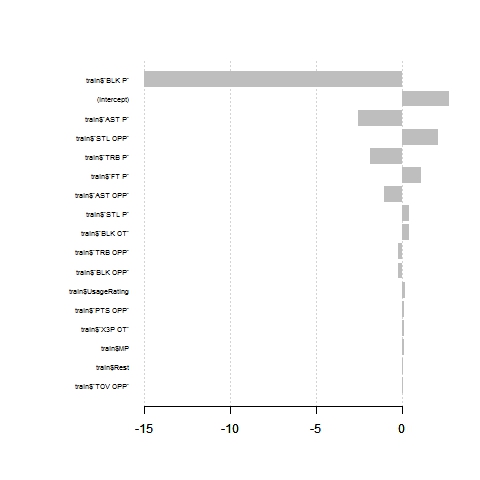 train$`BLK P`
(Intercept)
train$`AST P`
train$`STL OPP`
train$`TRB P`
train$`FT P`
train$`AST OPP`
train$`STL P`
train$`BLK OT`
train$`TRB OPP`
train$`BLK OPP`
train$UsageRating
train$`PTS OPP`
train$`X3P OT`
train$MP
train$Rest
train$`TOV OPP`
-15 -10 -5 0